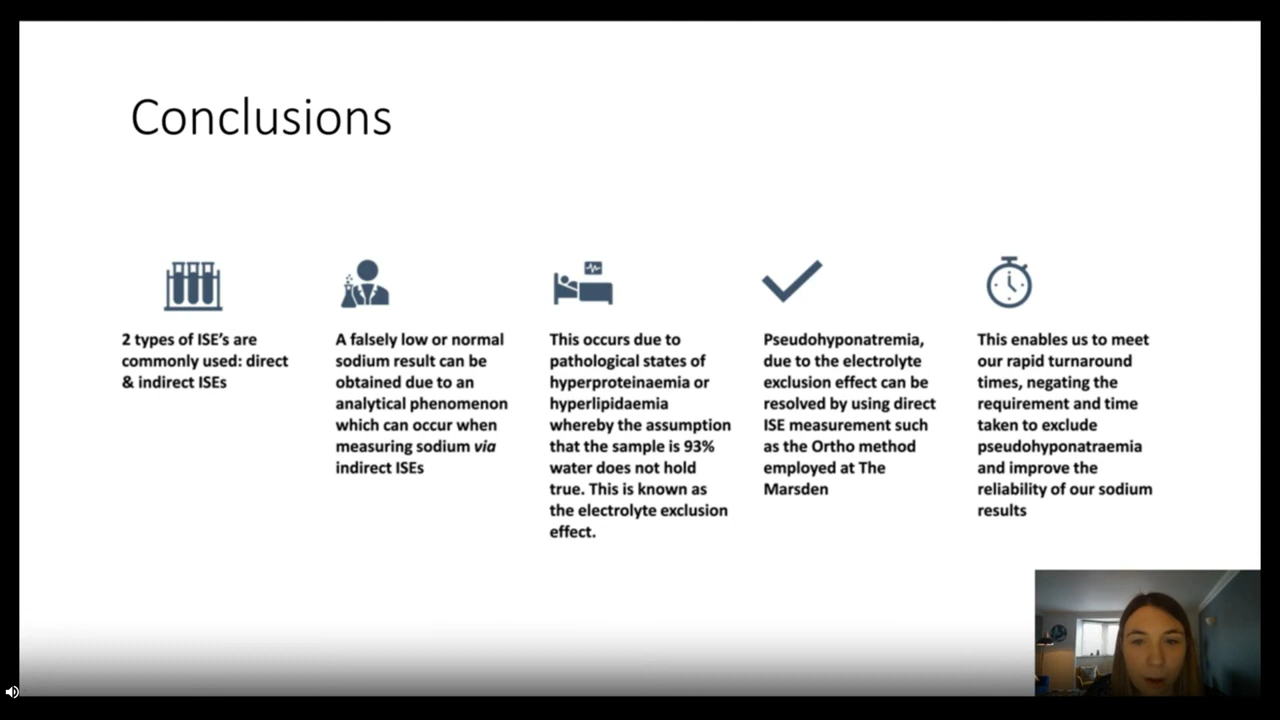 Conclusions
2 types of ISE's are
commonly used: direct
& indirect ISEs
A falsely low or normal
sodium result can be
obtained due to an
analytical phenomenon
which can occur when
measuring sodium via
indirect ISEs
This occurs due to
pathological states of
hyperproteinaemia or
hyperlipidaemia
whereby the assumption
that the sample is 93%
water does not hold
true. This is known as
the electrolyte exclusion
effect.
Pseudohyponatremia,
due to the electrolyte
exclusion effect can be
resolved by using direct
ISE measurement such
as the Ortho method
employed at The
Marsden
This enables us to meet
our rapid turnaround
times, negating the
requirement and time
taken to exclude
pseudohyponatraemia
and improve the
reliability of our sodium
results